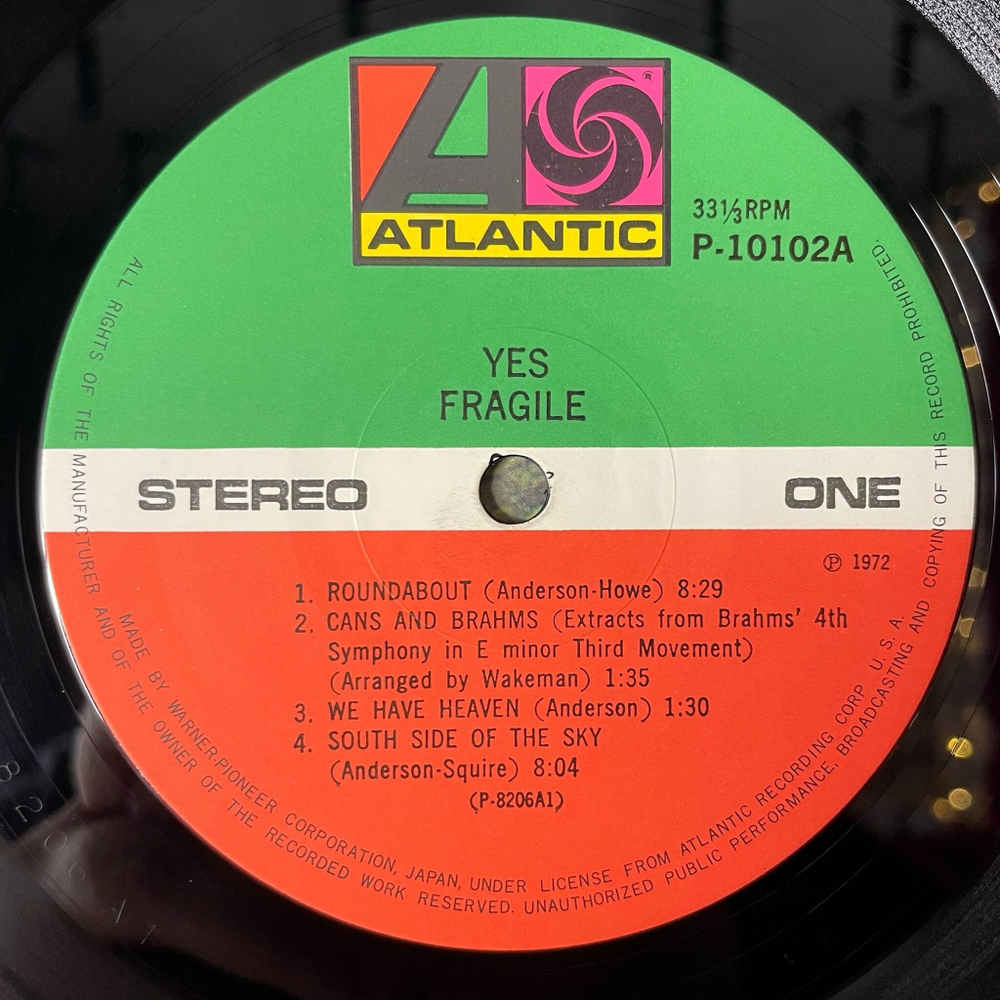 ATLANTIC
®
33⅓RPM
P-10102A
YES
FRAGILE
STEREO
ONE
Ⓟ 1972
1. ROUNDABOUT (Anderson-Howe) 8:29
2. CANS AND BRAHMS (Extracts from Brahms' 4th
Symphony in E minor Third Movement)
(Arranged by Wakeman) 1:35
3. WE HAVE HEAVEN (Anderson) 1:30
4. SOUTH SIDE OF THE SKY
(Anderson-Squire) 8:04
(P-8206A1)
MADE BY WARNER-PIONEER CORPORATION, JAPAN, UNDER LICENSE FROM ATLANTIC RECORDING CORP. U. S. A.
ALL RIGHTS OF THE MANUFACTURER AND OF THE OWNER OF THE RECORDED WORK RESERVED. UNAUTHORIZED PUBLIC PERFORMANCE, BROADCASTING AND COPYING OF THIS RECORD PROHIBITED.